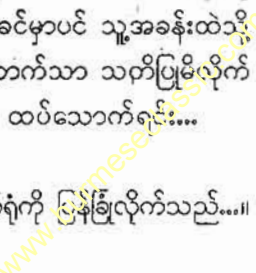 ခင်မှာပင် သူ့အခန်းထဲသို့
တက်သာ သတိပြုမိလိုက်
ထပ်သောက်ရင်း...
ရုံကို ပြန်ခြုံလိုက်သည်...။